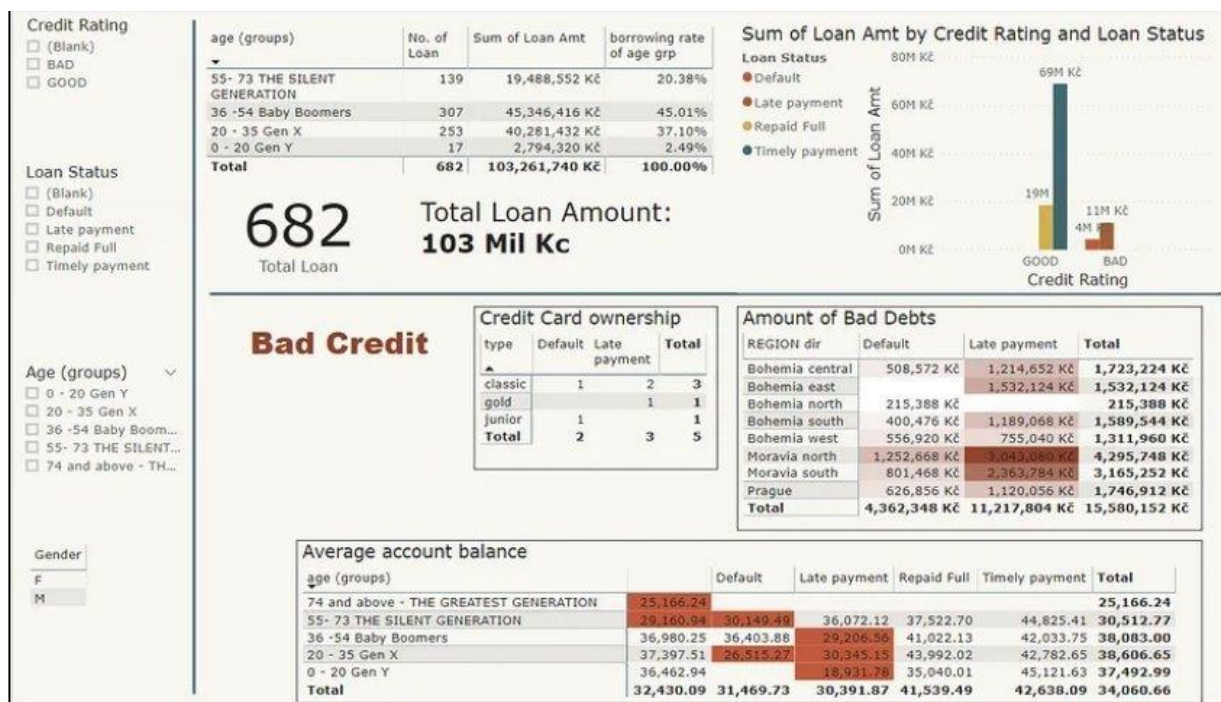 Credit Rating
(Blank)
BAD
GOOD
Loan Status
(Blank)
Default
Late payment
Repaid Full
Timely payment
Age (groups)
0 - 20 Gen Y
20 - 35 Gen X
36 -54 Baby Boom...
55- 73 THE SILENT...
74 and above - TH...
Gender
F
M
age (groups) No. of Loan Sum of Loan Amt borrowing rate of age grp
55- 73 THE SILENT GENERATION 139 19,488,552 Kč 20.38%
36 -54 Baby Boomers 307 45,346,416 Kč 45.01%
20 - 35 Gen X 253 40,281,432 Kč 37.10%
0 - 20 Gen Y 17 2,794,320 Kč 2.49%
Total 682 103,261,740 Kč 100.00%
682
Total Loan
Total Loan Amount:
103 Mil Kc
Sum of Loan Amt by Credit Rating and Loan Status
Loan Status
Default
Late payment
Repaid Full
Timely payment
Sum of Loan Amt
80M Kč
60M Kč
40M Kč
20M Kč
0M Kč
69M Kč
19M
11M Kč
4M
GOOD BAD
Credit Rating
Bad Credit
Credit Card ownership
type Default Late payment Total
classic 1 2 3
gold 1 1
junior 1 1
Total 2 3 5
Amount of Bad Debts
REGION dir Default Late payment Total
Bohemia central 508,572 Kč 1,214,652 Kč 1,723,224 Kč
Bohemia east 1,532,124 Kč 1,532,124 Kč
Bohemia north 215,388 Kč 215,388 Kč
Bohemia south 400,476 Kč 1,189,068 Kč 1,589,544 Kč
Bohemia west 556,920 Kč 755,040 Kč 1,311,960 Kč
Moravia north 1,252,668 Kč 3,043,080 Kč 4,295,748 Kč
Moravia south 801,468 Kč 2,363,784 Kč 3,165,252 Kč
Prague 626,856 Kč 1,120,056 Kč 1,746,912 Kč
Total 4,362,348 Kč 11,217,804 Kč 15,580,152 Kč
Average account balance
age (groups) Default Late payment Repaid Full Timely payment Total
74 and above - THE GREATEST GENERATION 25,166.24 25,166.24
55- 73 THE SILENT GENERATION 29,160.94 30,149.49 36,072.12 37,522.70 44,825.41 30,512.77
36 -54 Baby Boomers 36,980.25 36,403.88 29,206.56 41,022.13 42,033.75 38,083.00
20 - 35 Gen X 37,397.51 26,515.27 30,345.15 43,992.02 42,782.65 38,606.65
0 - 20 Gen Y 36,462.94 18,931.78 35,040.01 45,121.63 37,492.99
Total 32,430.09 31,469.73 30,391.87 41,539.49 42,638.09 34,060.66